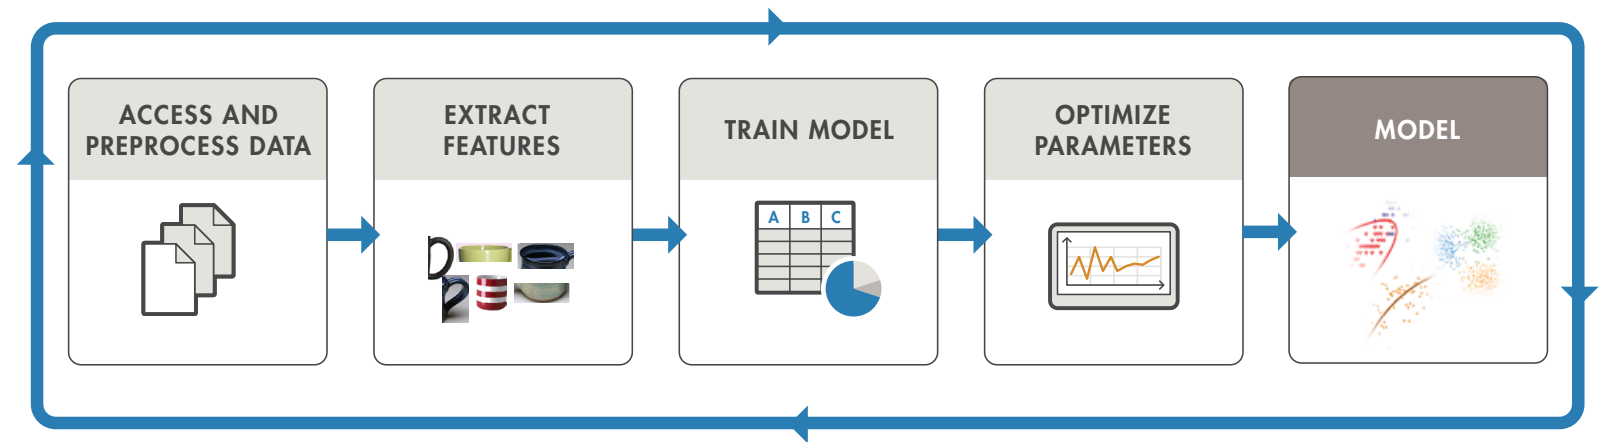 ACCESS AND
PREPROCESS DATA
EXTRACT
FEATURES
TRAIN MODEL
A B C
OPTIMIZE
PARAMETERS
MODEL